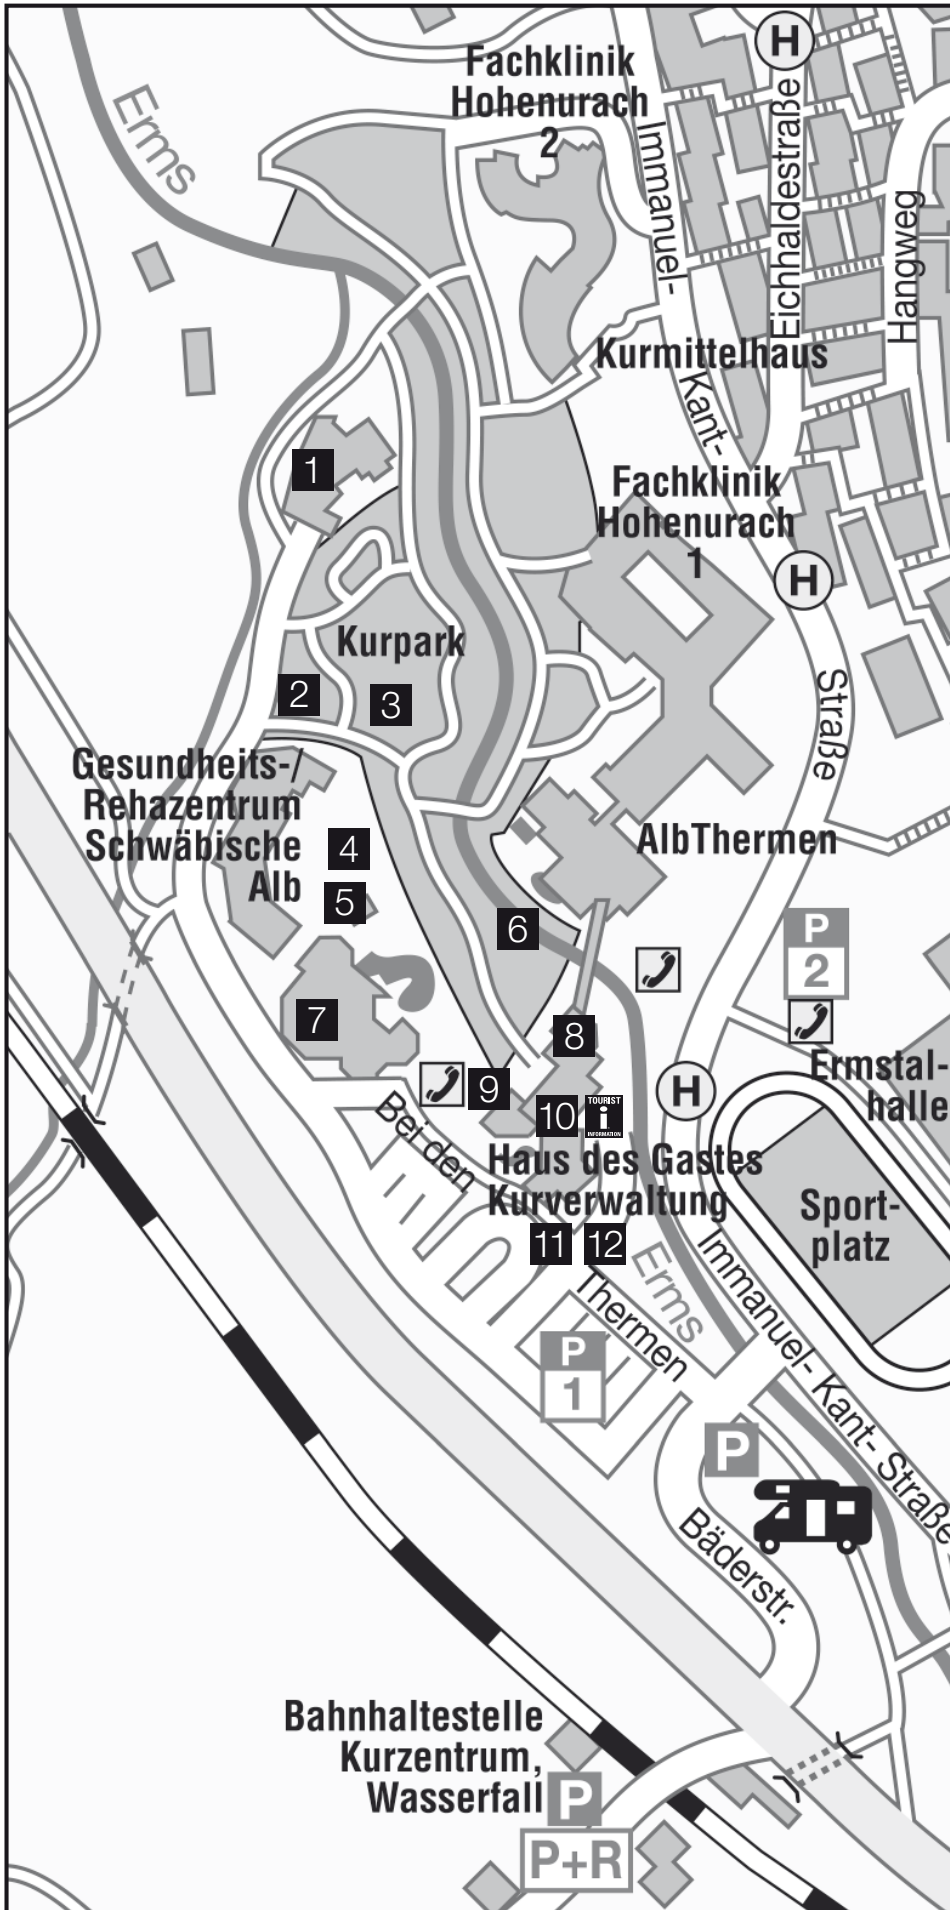 H
Fachklinik
Hohenurach
2
Erms
Immanuel-
Eichhaldestraße
Hangweg
Kurmittelhaus
Kant-
1
Fachklinik
Hohenurach
1
H
Kurpark
2
3
Straße
Gesundheits-/
Rehazentrum
Schwäbische
Alb
4
5
AlbThermen
6
P
2
7
8
Ermstal-
halle
9
H
10
TOURIST
i
INFORMATION
Bei den
Haus des Gastes
Kurverwaltung
Sport-
platz
11
12
Erms
Thermen
Immanuel-
Kant-
Straße
P
1
P
Bäderstr.
Bahnhaltestelle
Kurzentrum,
Wasserfall
P
P+R